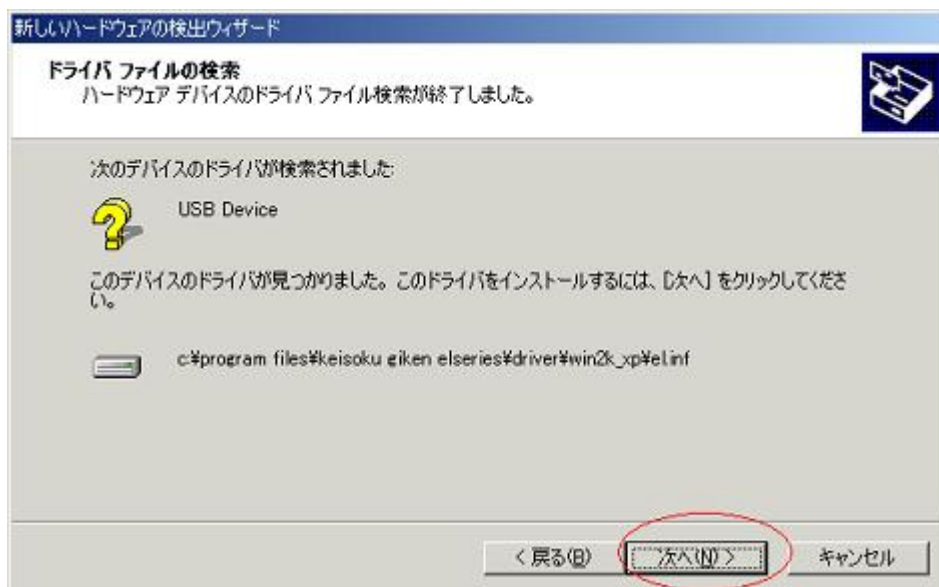 新しいハードウェアの検出ウィザード
ドライバ ファイルの検索
ハードウェア デバイスのドライバ ファイル検索が終了しました。
次のデバイスのドライバが検索されました:
USB Device
このデバイスのドライバが見つかりました。このドライバをインストールするには、[次へ] をクリックしてくださ
い。
c:¥program files¥keisoku giken elseries¥driver¥win2k_xp¥el.inf
< 戻る(B)
次へ(N) >
キャンセル